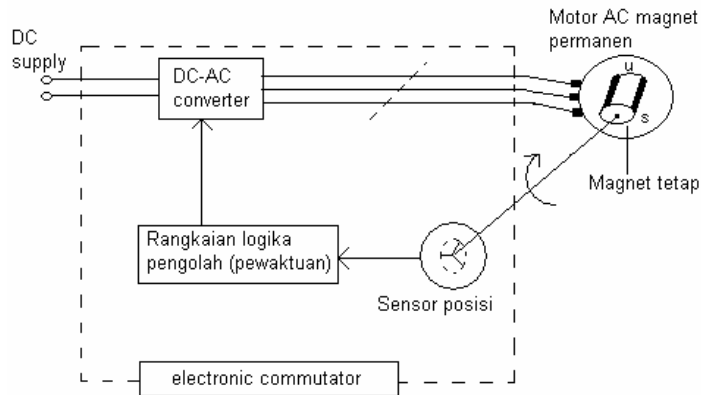 DC
supply
DC-AC
converter
Motor AC magnet
permanen
u
s
Magnet tetap
Rangkaian logika
pengolah (pewaktuan)
Sensor posisi
electronic commutator